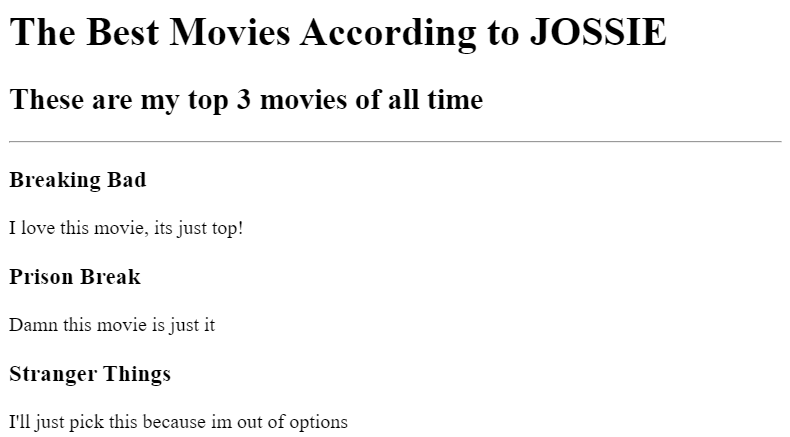 The Best Movies According to JOSSIE
These are my top 3 movies of all time
Breaking Bad
I love this movie, its just top!
Prison Break
Damn this movie is just it
Stranger Things
I'll just pick this because im out of options